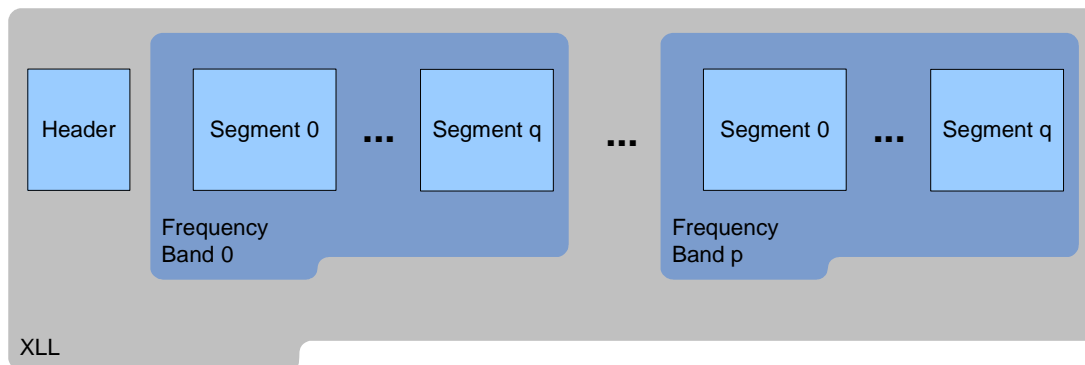 Header
Segment 0
...
Segment q
...
Segment 0
...
Segment q
Frequency
Band 0
Frequency
Band p
XLL